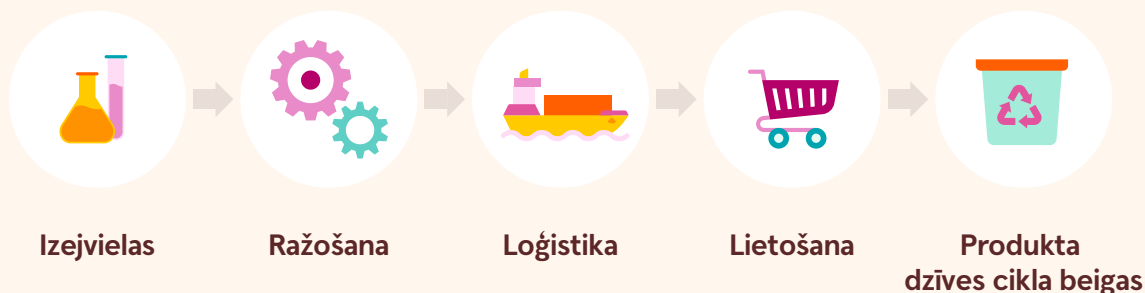 Izejvielas
Ražošana
Loģistika
Lietošana
Produkta
dzīves cikla beigas